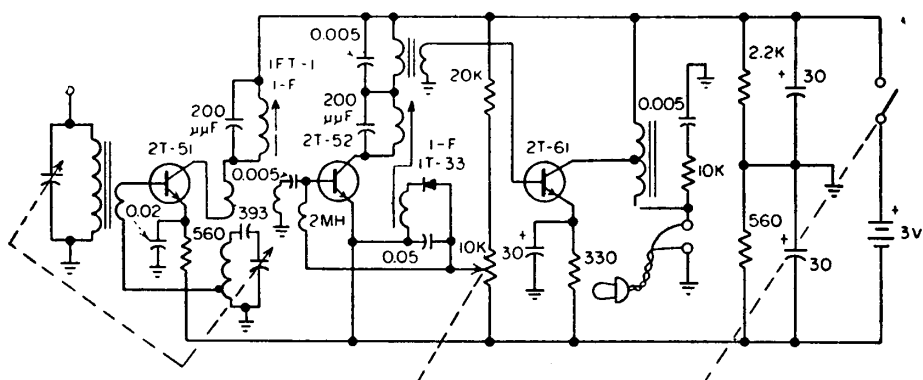 0.005
IFT-1
I-F
200
μμF
2T-51
0.02
560
393
0.005
200
μμF
2T-52
2MH
I-F
1T-33
0.05
20K
10K
2T-61
30
+
330
0.005
10K
2.2K
+
30
560
+
30
+
3V